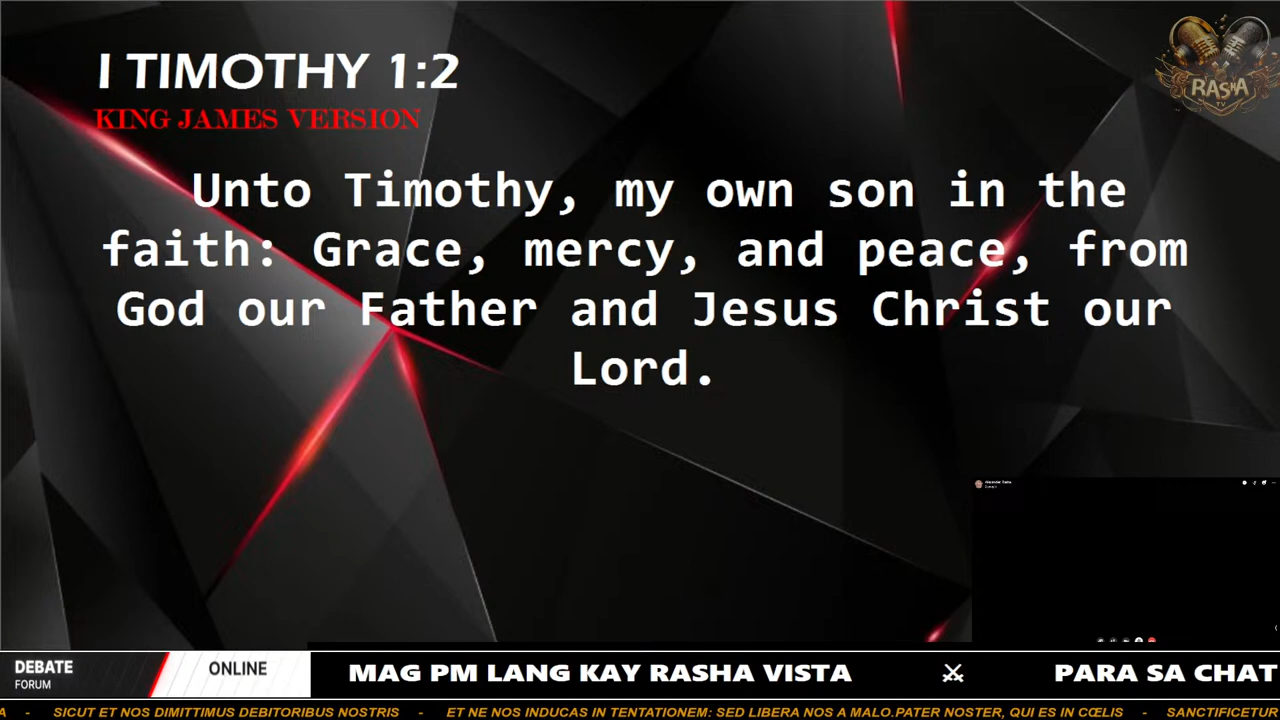 I TIMOTHY 1:2
KING JAMES VERSION
RASHA
TV
Unto Timothy, my own son in the
faith: Grace, mercy, and peace, from
God our Father and Jesus Christ our
Lord.
DEBATE
FORUM
ONLINE
MAG PM LANG KAY RASHA VISTA
PARA SA CHAT
A - SICUT ET NOS DIMITTIMUS DEBITORIBUS NOSTRIS - ET NE NOS INDUCAS IN TENTATIONEM: SED LIBERA NOS A MALO.PATER NOSTER, QUI ES IN CŒLIS - SANCTIFICETUR